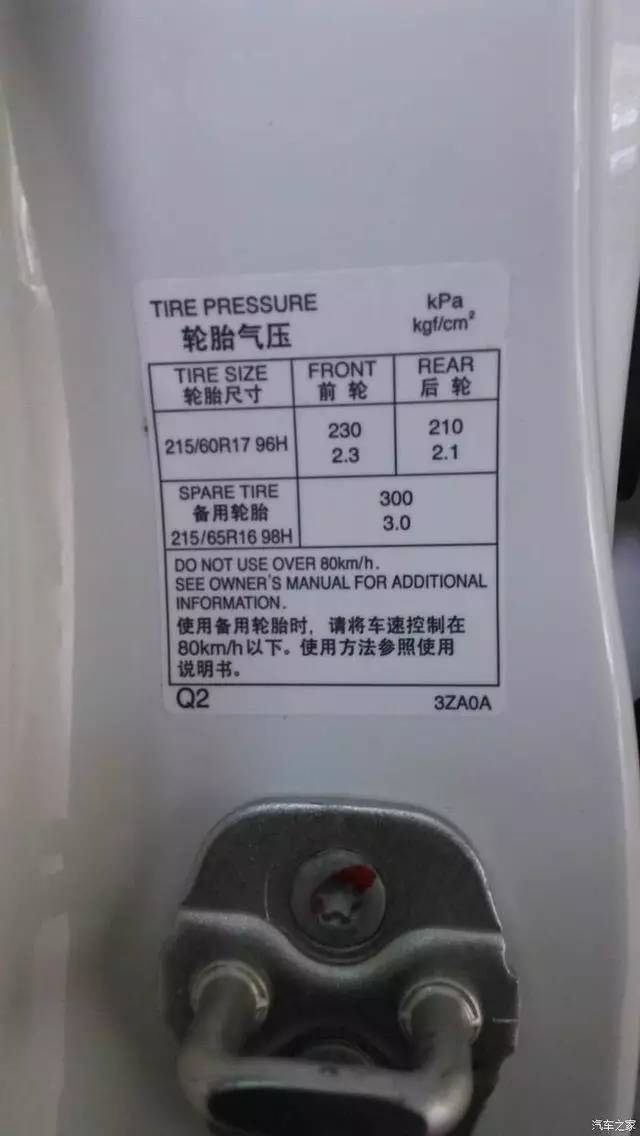 TIRE PRESSURE
kPa
轮胎气压
kgf/cm²
TIRE SIZE
轮胎尺寸
FRONT
前 轮
REAR
后 轮
215/60R17 96H
230
2.3
210
2.1
SPARE TIRE
备用轮胎
215/65R16 98H
300
3.0
DO NOT USE OVER 80km/h.
SEE OWNER'S MANUAL FOR ADDITIONAL
INFORMATION.
使用备用轮胎时, 请将车速控制在
80km/h以下。使用方法参照使用
说明书。
Q2
3ZA0A
汽车之家